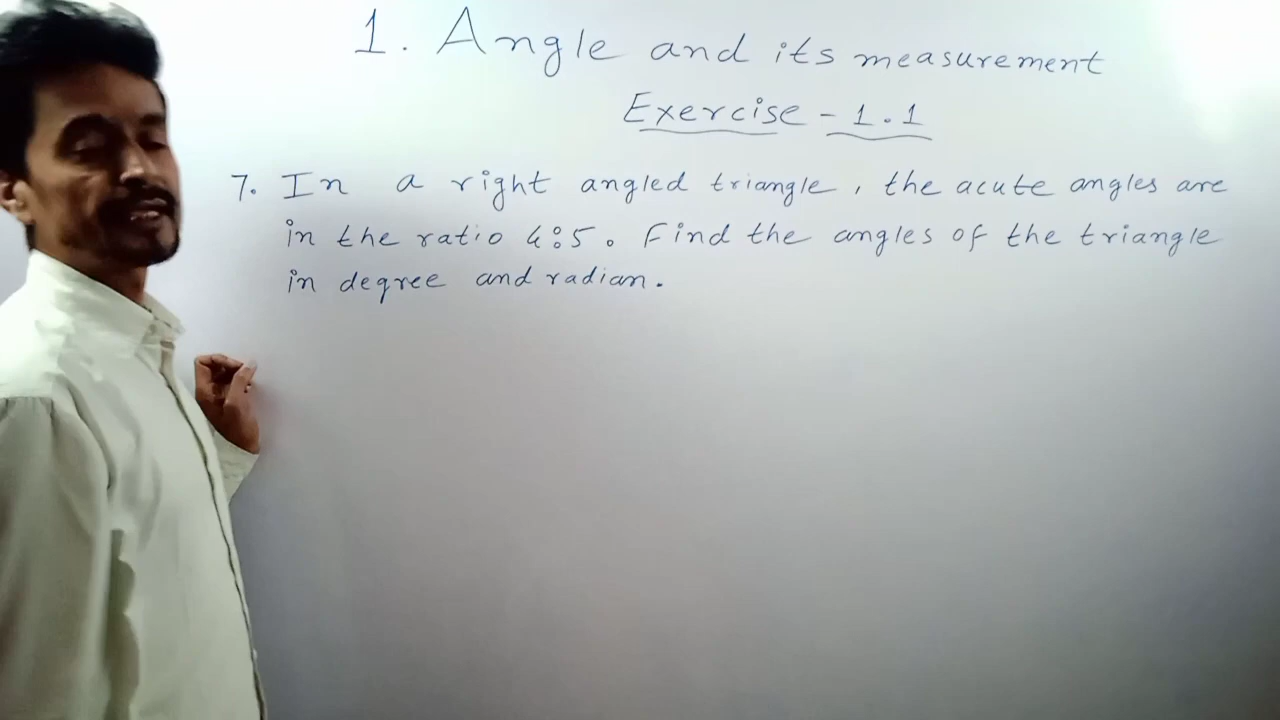 1. Angle and its measurement
Exercise - 1.1
7. In a right angled triangle, the acute angles are
in the ratio 4:5. Find the angles of the triangle
in degree and radian.